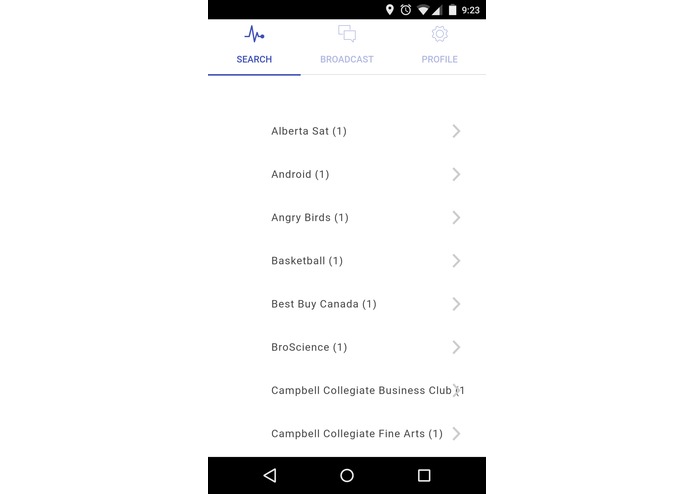 9:23
SEARCH BROADCAST PROFILE
Alberta Sat (1)
Android (1)
Angry Birds (1)
Basketball (1)
Best Buy Canada (1)
BroScience (1)
Campbell Collegiate Business Club
Campbell Collegiate Fine Arts (1)